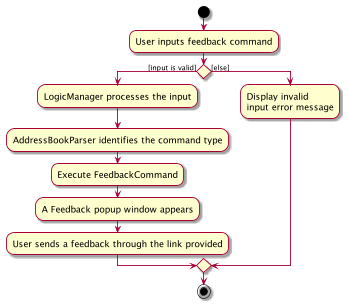 User inputs feedback command
[input is valid]
[else]
LogicManager processes the input
Display invalid
input error message
AddressBookParser identifies the command type
Execute FeedbackCommand
A Feedback popup window appears
User sends a feedback through the link provided